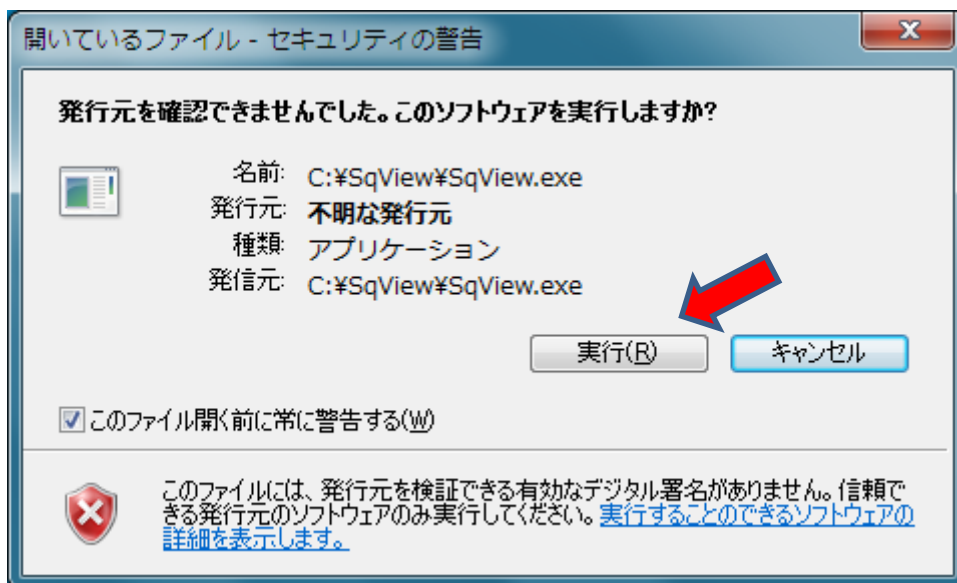 開いているファイル - セキュリティの警告
発行元を確認できませんでした。このソフトウェアを実行しますか?
名前: C:¥SqView¥SqView.exe
発行元: 不明な発行元
種類: アプリケーション
発信元: C:¥SqView¥SqView.exe
実行(R) キャンセル
このファイル開く前に常に警告する(W)
このファイルには、発行元を検証できる有効なデジタル署名がありません。信頼で
きる発行元のソフトウェアのみ実行してください。実行することのできるソフトウェアの
詳細を表示します。